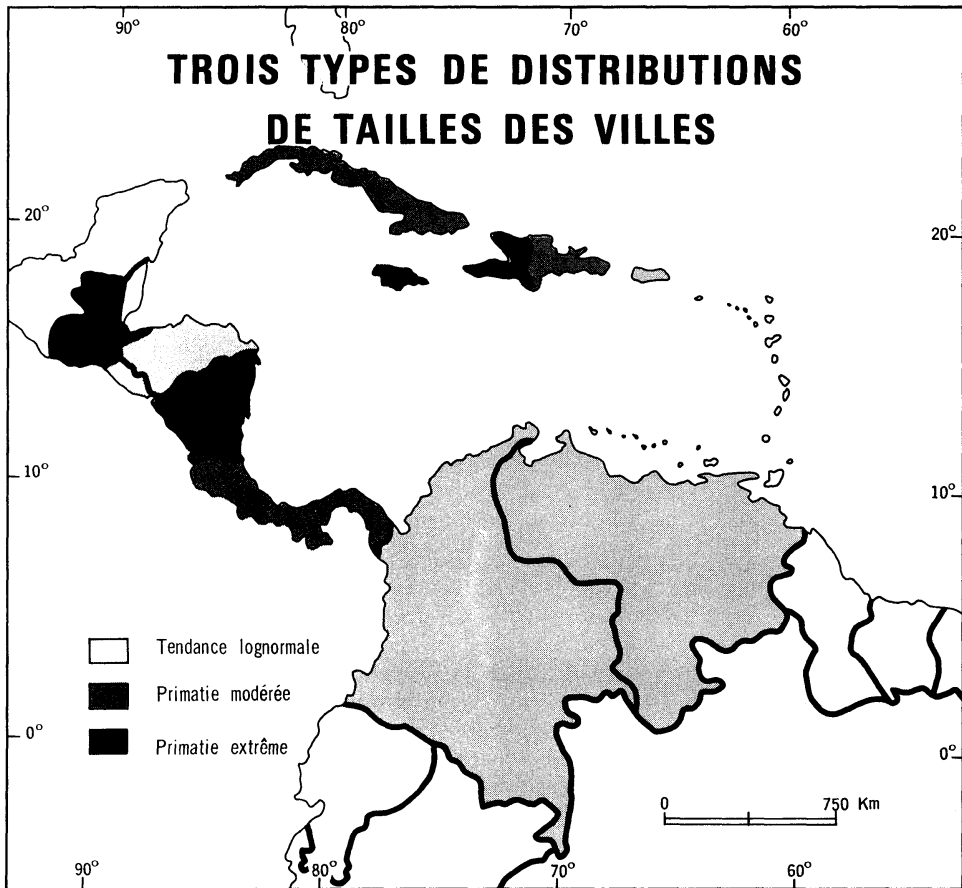 90° 80° 70° 60°
TROIS TYPES DE DISTRIBUTIONS
DE TAILLES DES VILLES
20° 20°
10° 10°
Tendance lognormale
Primatie modérée
Primatie extrême
0° 0°
0 750 Km
90° 80° 70° 60°